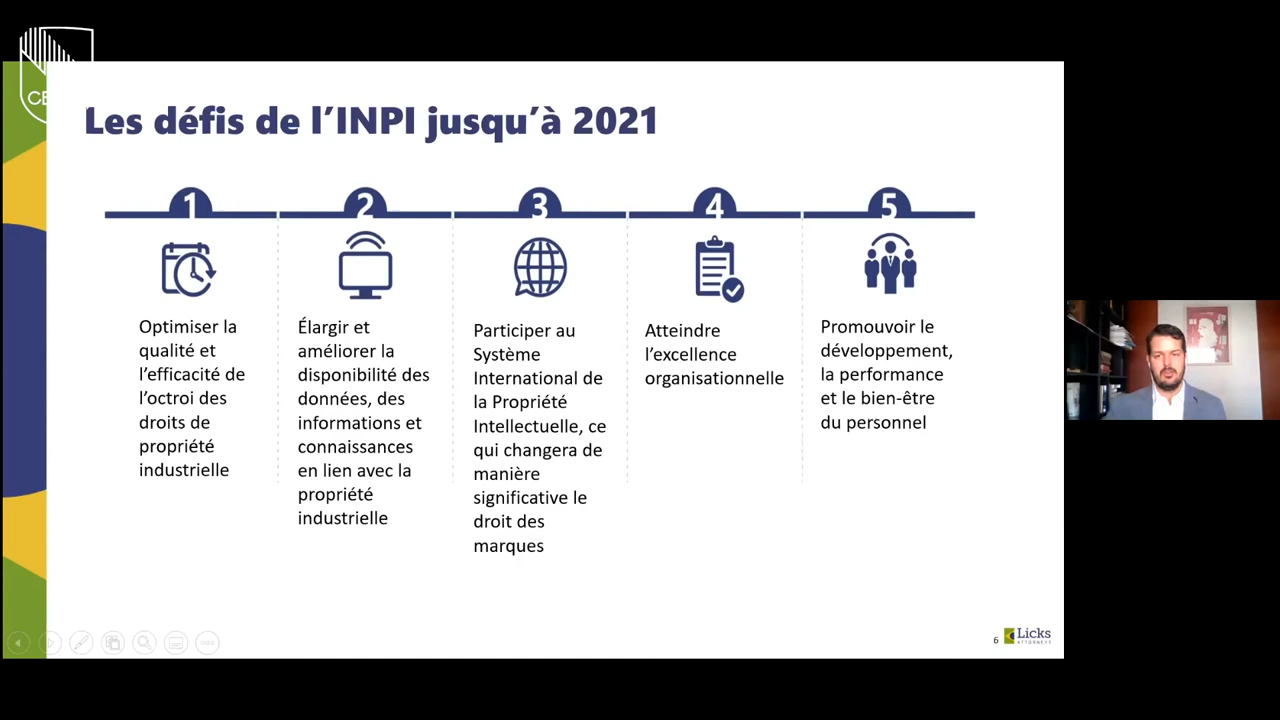 CE
Les défis de l’INPI jusqu’à 2021
1
2
3
4
5
Optimiser la
qualité et
l’efficacité de
l’octroi des
droits de
propriété
industrielle
Élargir et
améliorer la
disponibilité des
données, des
informations et
connaissances
en lien avec la
propriété
industrielle
Participer au
Système
International de
la Propriété
Intellectuelle, ce
qui changera de
manière
significative le
droit des
marques
Atteindre
l’excellence
organisationnelle
Promouvoir le
développement,
la performance
et le bien-être
du personnel
6
Licks
ATTORNEYS